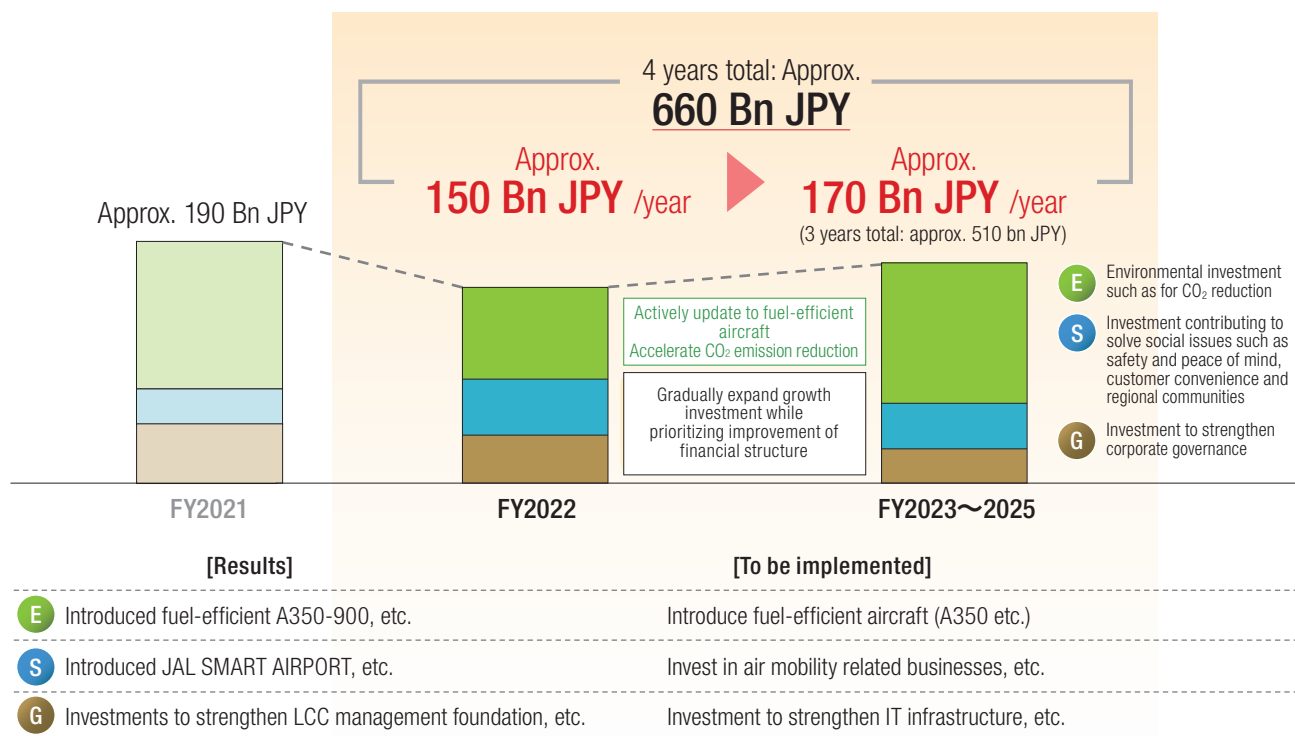 4 years total: Approx.
660 Bn JPY
Approx.
150 Bn JPY /year
Approx.
170 Bn JPY /year
(3 years total: approx. 510 bn JPY)
Approx. 190 Bn JPY
Actively update to fuel-efficient
aircraft
Accelerate CO₂ emission reduction
Gradually expand growth
investment while
prioritizing improvement of
financial structure
E
Environmental investment
such as for CO₂ reduction
S
Investment contributing to
solve social issues such as
safety and peace of mind,
customer convenience and
regional communities
G
Investment to strengthen
corporate governance
FY2021
FY2022
FY2023〜2025
[Results]
[To be implemented]
E Introduced fuel-efficient A350-900, etc.
Introduce fuel-efficient aircraft (A350 etc.)
S Introduced JAL SMART AIRPORT, etc.
Invest in air mobility related businesses, etc.
G Investments to strengthen LCC management foundation, etc.
Investment to strengthen IT infrastructure, etc.